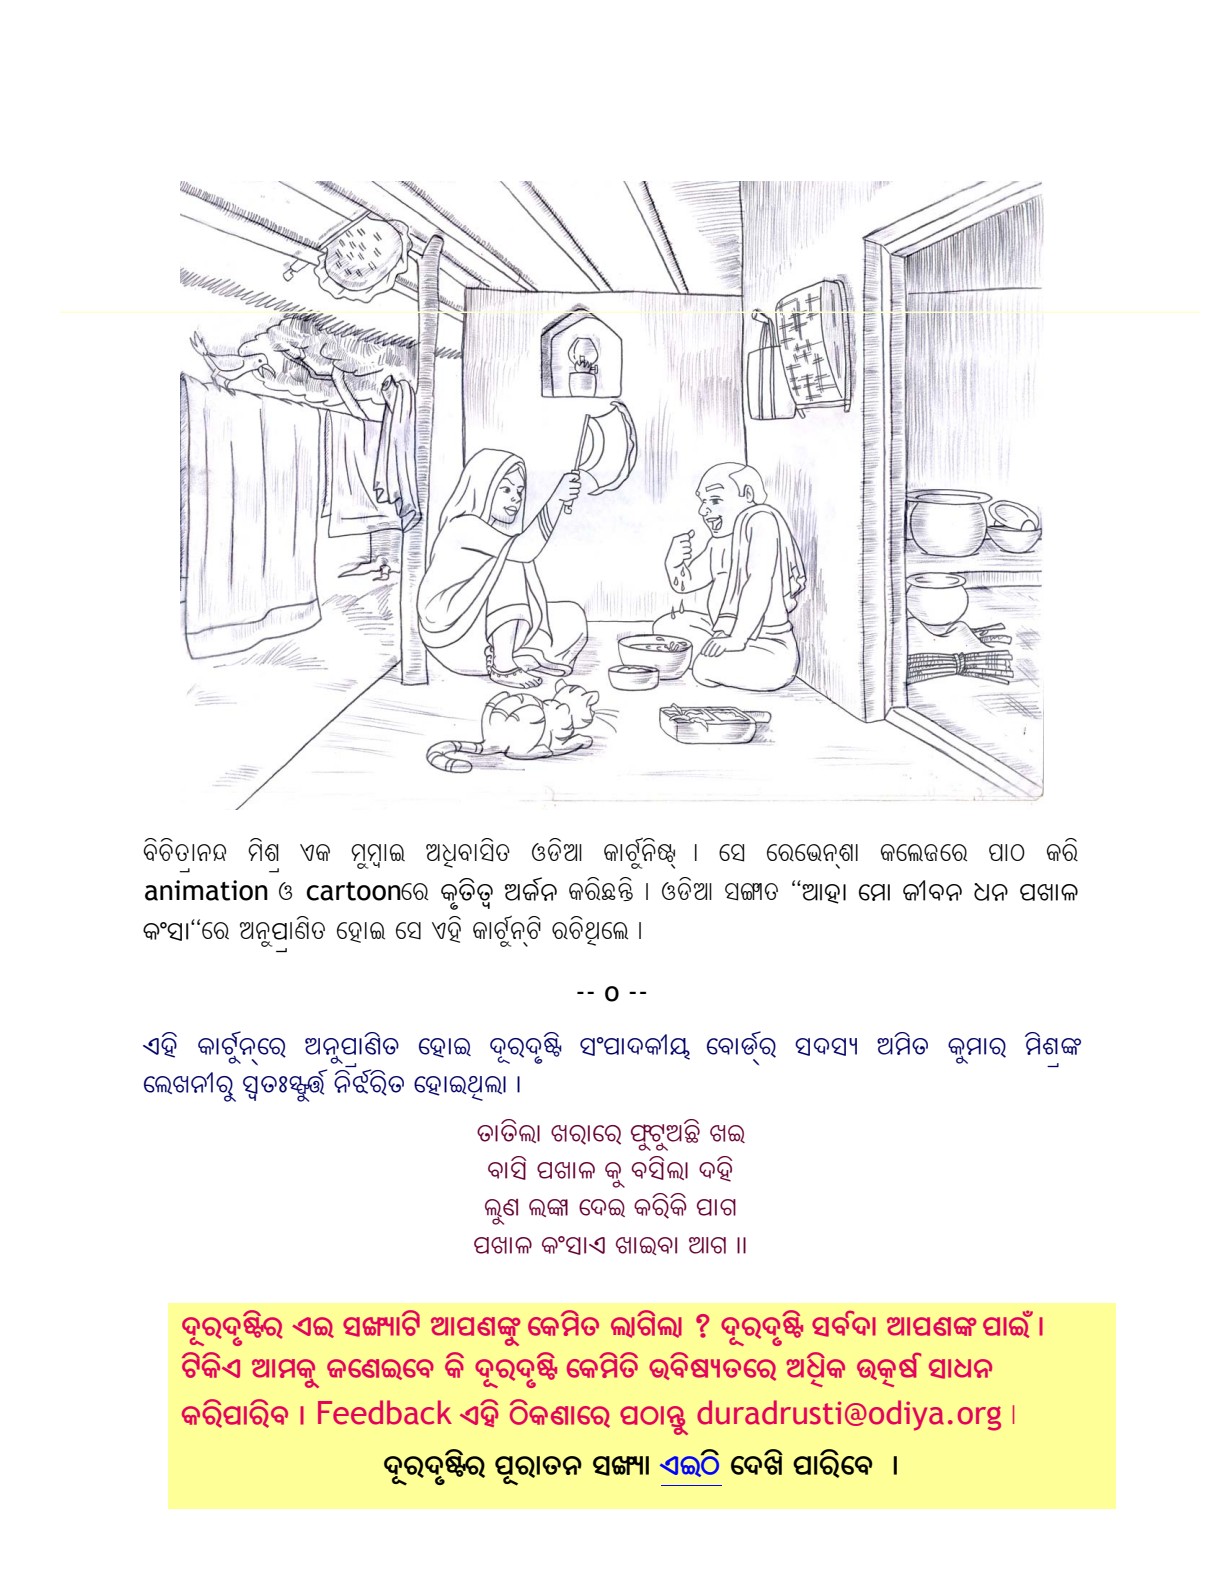 ବିଚିତ୍ରାନନ୍ଦ ମିଶ୍ର ଏକ ମୁମ୍ବାଇ ଅଧିବାସିତ ଓଡିଆ କାର୍ଟୁନିଷ୍ଟ୍ । ସେ ରେଭେନ୍ଶା କଲେଜରେ ପାଠ କରି
animation ଓ cartoonରେ କୃତିତ୍ୱ ଅର୍ଜନ କରିଛନ୍ତି । ଓଡିଆ ସଙ୍ଗୀତ “ଆହା ମୋ ଜୀବନ ଧନ ପଖାଳ
କଂସା“ରେ ଅନୁପ୍ରାଣିତ ହୋଇ ସେ ଏହି କାର୍ଟୁନ୍ଟି ରଚିଥିଲେ ।
-- o --
ଏହି କାର୍ଟୁନ୍ରେ ଅନୁପ୍ରାଣିତ ହୋଇ ଦୂରଦୃଷ୍ଟି ସଂପାଦକୀୟ ବୋର୍ଡ୍ର ସଦସ୍ୟ ଅମିତ କୁମାର ମିଶ୍ରଙ୍କ
ଲେଖନୀରୁ ସ୍ୱତଃସ୍ଫୁର୍ତ୍ତ ନିର୍ଝରିତ ହୋଇଥିଲା ।
ତାତିଲା ଖରାରେ ଫୁଟୁଅଛି ଖଇ
ବାସି ପଖାଳ କୁ ବସିଲା ଦହି
ଲୁଣ ଲଙ୍କା ଦେଇ କରିକି ପାଗ
ପଖାଳ କଂସାଏ ଖାଇବା ଆଗ ॥
ଦୂରଦୃଷ୍ଟିର ଏଇ ସଙ୍ଖ୍ୟାଟି ଆପଣଙ୍କୁ କେମିତ ଲାଗିଲା ? ଦୂରଦୃଷ୍ଟି ସର୍ବଦା ଆପଣଙ୍କ ପାଇଁ ।
ଟିକିଏ ଆମକୁ ଜଣେଇବେ କି ଦୂରଦୃଷ୍ଟି କେମିତି ଭବିଷ୍ୟତରେ ଅଧିକ ଉତ୍କର୍ଷ ସାଧନ
କରିପାରିବ । Feedback ଏହି ଠିକଣାରେ ପଠାନ୍ତୁ duradrusti@odiya.org ।
ଦୂରଦୃଷ୍ଟିର ପୂରାତନ ସଙ୍ଖ୍ୟା ଏଇଠି ଦେଖି ପାରିବେ ।